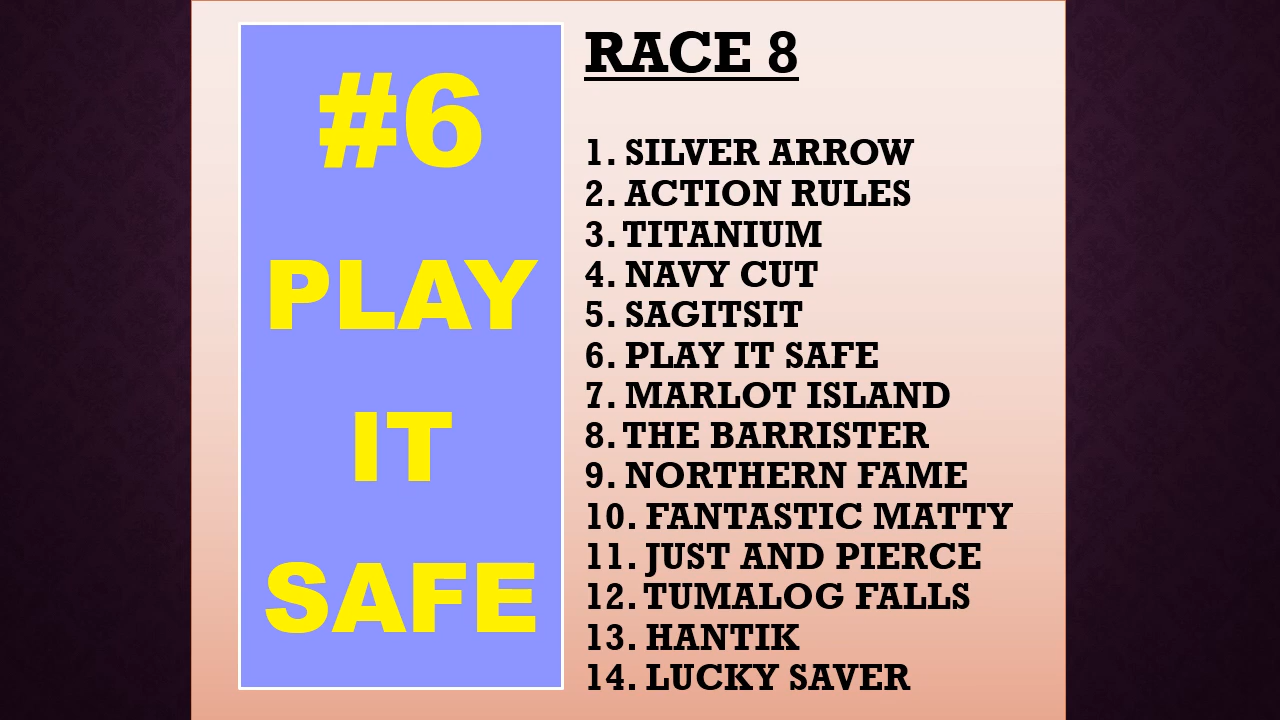 #6
PLAY
IT
SAFE
RACE 8
1. SILVER ARROW
2. ACTION RULES
3. TITANIUM
4. NAVY CUT
5. SAGITSIT
6. PLAY IT SAFE
7. MARLOT ISLAND
8. THE BARRISTER
9. NORTHERN FAME
10. FANTASTIC MATTY
11. JUST AND PIERCE
12. TUMALOG FALLS
13. HANTIK
14. LUCKY SAVER